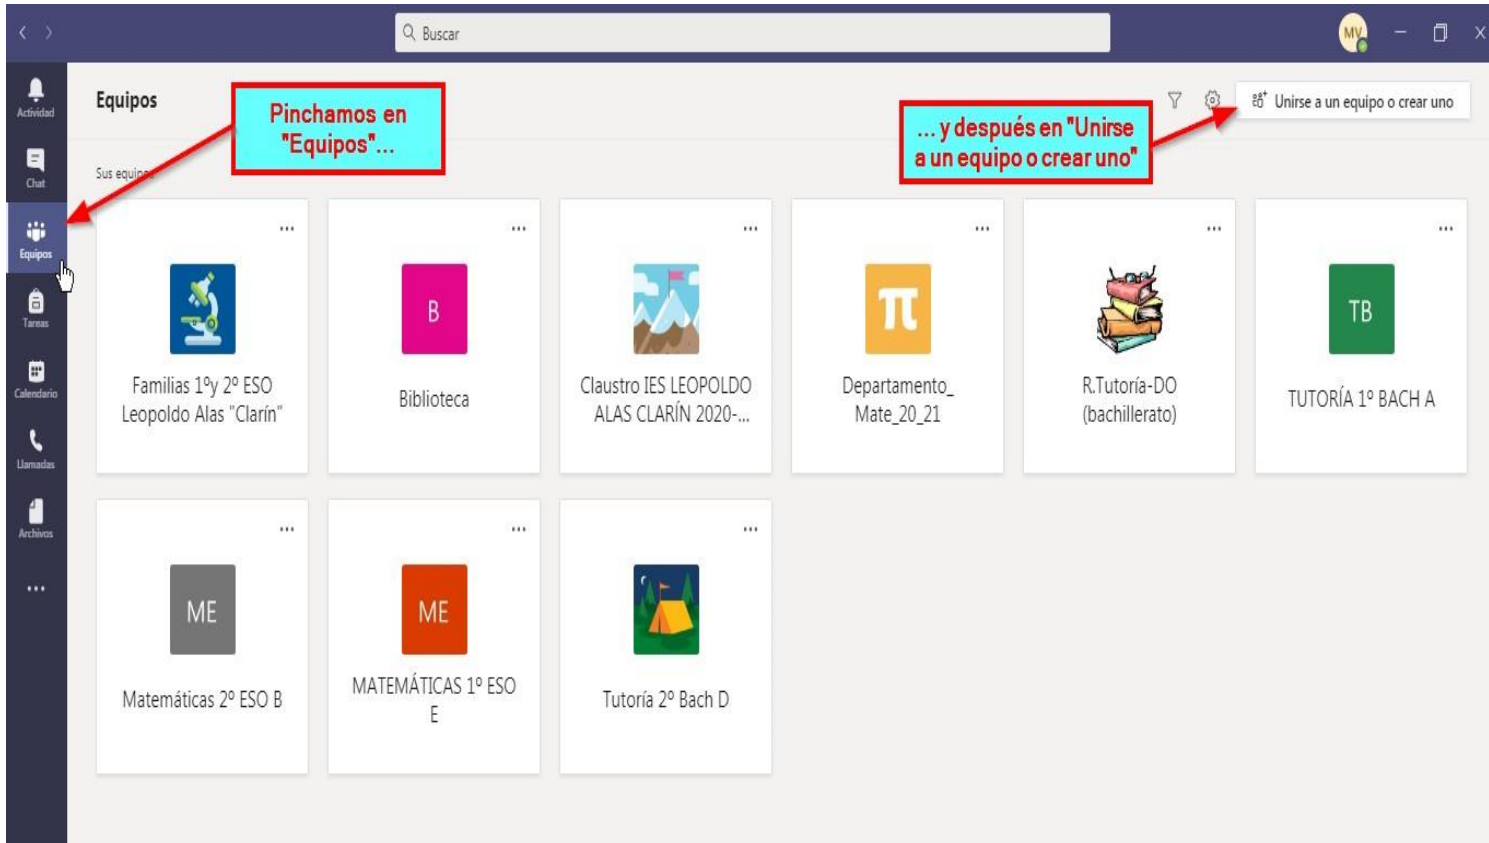 Buscar
MV
Actividad
Equipos
Pinchamos en
"Equipos"...
... y después en "Unirse
a un equipo o crear uno"
Unirse a un equipo o crear uno
Chat
Sus equipos
Equipos
Tareas
Calendario
Llamadas
Archivos
...
Familias 1ºy 2º ESO
Leopoldo Alas "Clarín"
B
Biblioteca
Claustro IES LEOPOLDO
ALAS CLARÍN 2020-...
π
Departamento_
Mate_20_21
R.Tutoría-DO
(bachillerato)
TB
TUTORÍA 1º BACH A
ME
Matemáticas 2º ESO B
ME
MATEMÁTICAS 1º ESO
E
Tutoría 2º Bach D